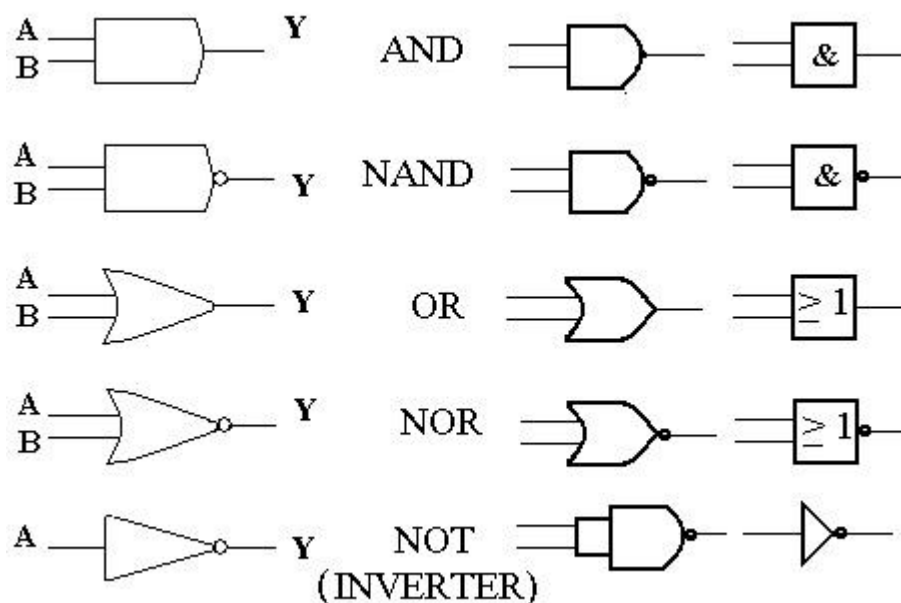 A Y AND &
B
A NAND &
B Y
A Y OR ≥ 1
B
A Y NOR ≥ 1
B
A Y NOT
(INVERTER)